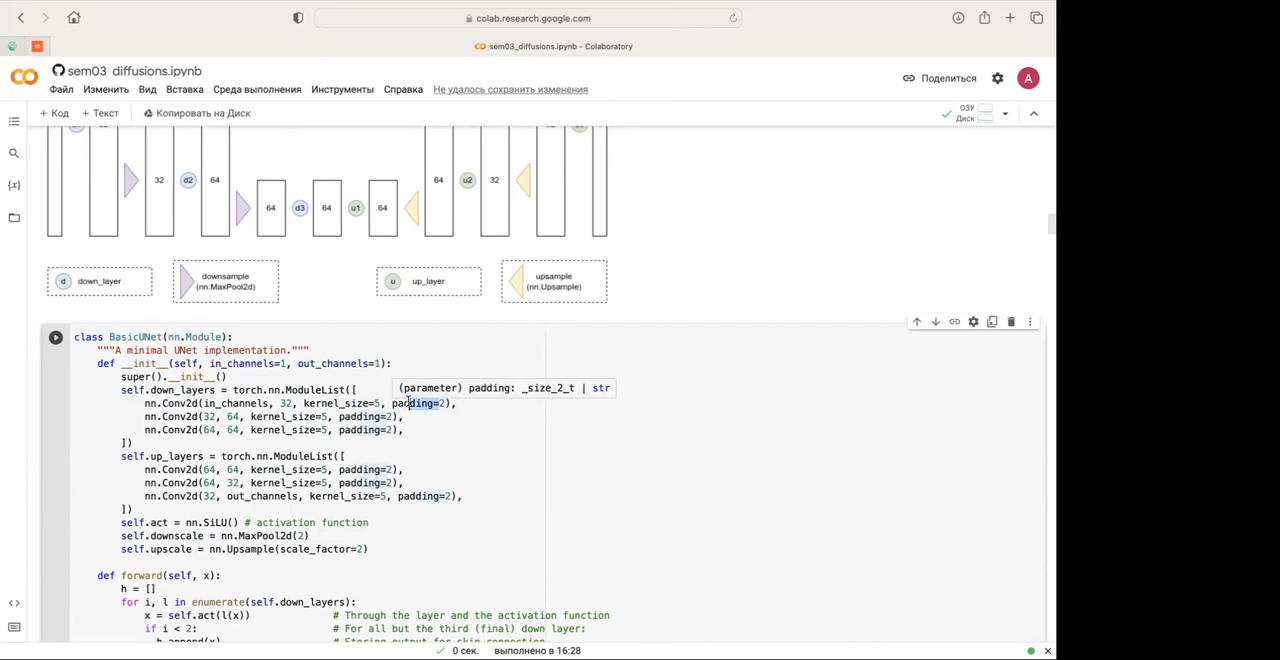 colab.research.google.com
sem03_diffusions.ipynb - Colaboratory
sem03_diffusions.ipynb
Файл Изменить Вид Вставка Среда выполнения Инструменты Справка Не удалось сохранить изменения
Поделиться
A
+ Код + Текст Копировать на Диск
ОЗУ
Диск
32 d2 64 64 u2 32
64 d3 64 u1 64
d down_layer
downsample
(nn.MaxPool2d)
u up_layer
upsample
(nn.Upsample)
class BasicUNet(nn.Module):
"""A minimal UNet implementation."""
def __init__(self, in_channels=1, out_channels=1):
super().__init__()
(parameter) padding: _size_2_t | str
self.down_layers = torch.nn.ModuleList([
nn.Conv2d(in_channels, 32, kernel_size=5, padding=2),
nn.Conv2d(32, 64, kernel_size=5, padding=2),
nn.Conv2d(64, 64, kernel_size=5, padding=2),
])
self.up_layers = torch.nn.ModuleList([
nn.Conv2d(64, 64, kernel_size=5, padding=2),
nn.Conv2d(64, 32, kernel_size=5, padding=2),
nn.Conv2d(32, out_channels, kernel_size=5, padding=2),
])
self.act = nn.SiLU() # activation function
self.downscale = nn.MaxPool2d(2)
self.upscale = nn.Upsample(scale_factor=2)
def forward(self, x):
h = []
for i, l in enumerate(self.down_layers):
x = self.act(l(x)) # Through the layer and the activation function
if i < 2: # For all but the third (final) down layer:
h.append(x) # Storing output for skip connection
0 сек. выполнено в 16:28